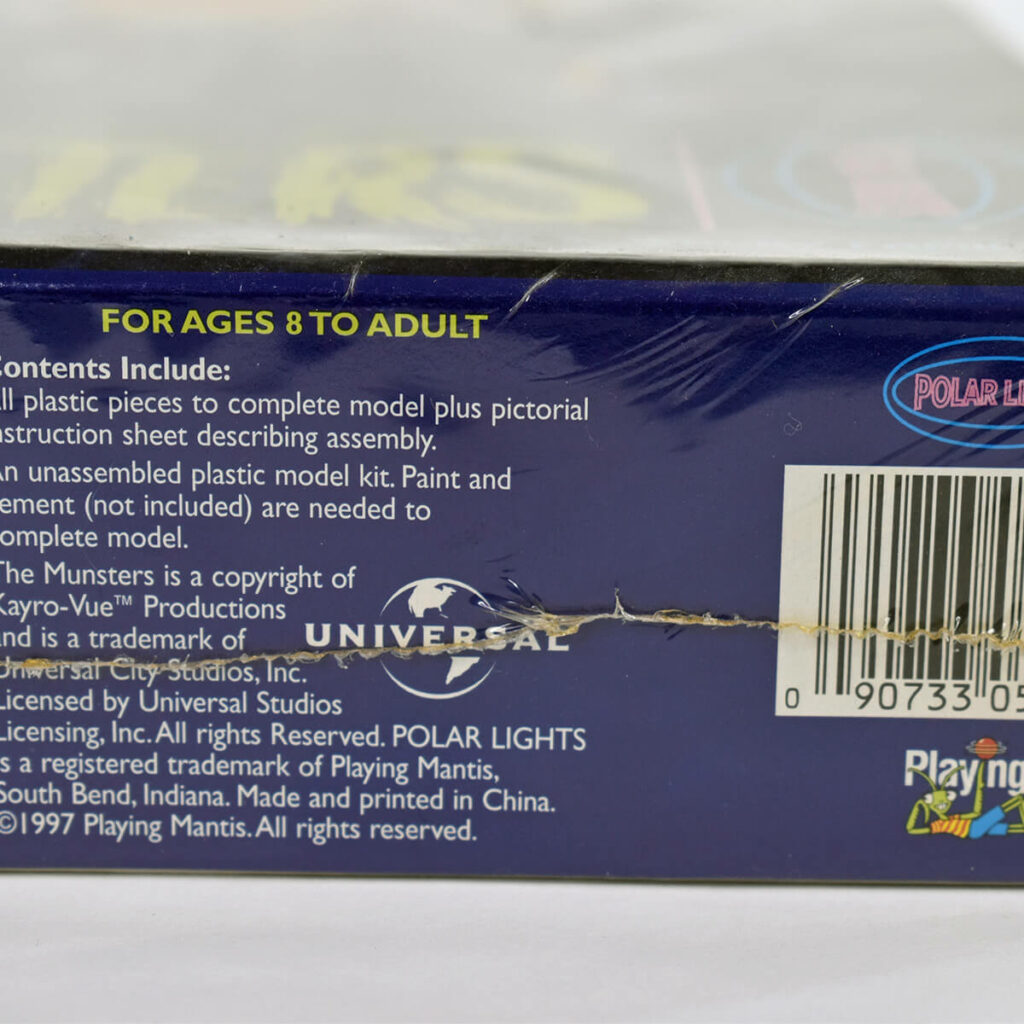 FOR AGES 8 TO ADULT
ontents Include:
ll plastic pieces to complete model plus pictorial
nstruction sheet describing assembly.
An unassembled plastic model kit. Paint and
ement (not included) are needed to
omplete model.
The Munsters is a copyright of
Kayro-Vue™ Productions
and is a trademark of
Universal City Studios, Inc.
Licensed by Universal Studios
Licensing, Inc. All rights Reserved. POLAR LIGHTS
is a registered trademark of Playing Mantis,
South Bend, Indiana. Made and printed in China.
©1997 Playing Mantis. All rights reserved.
UNIVERSAL
POLAR LI
0 90733 05
Playing